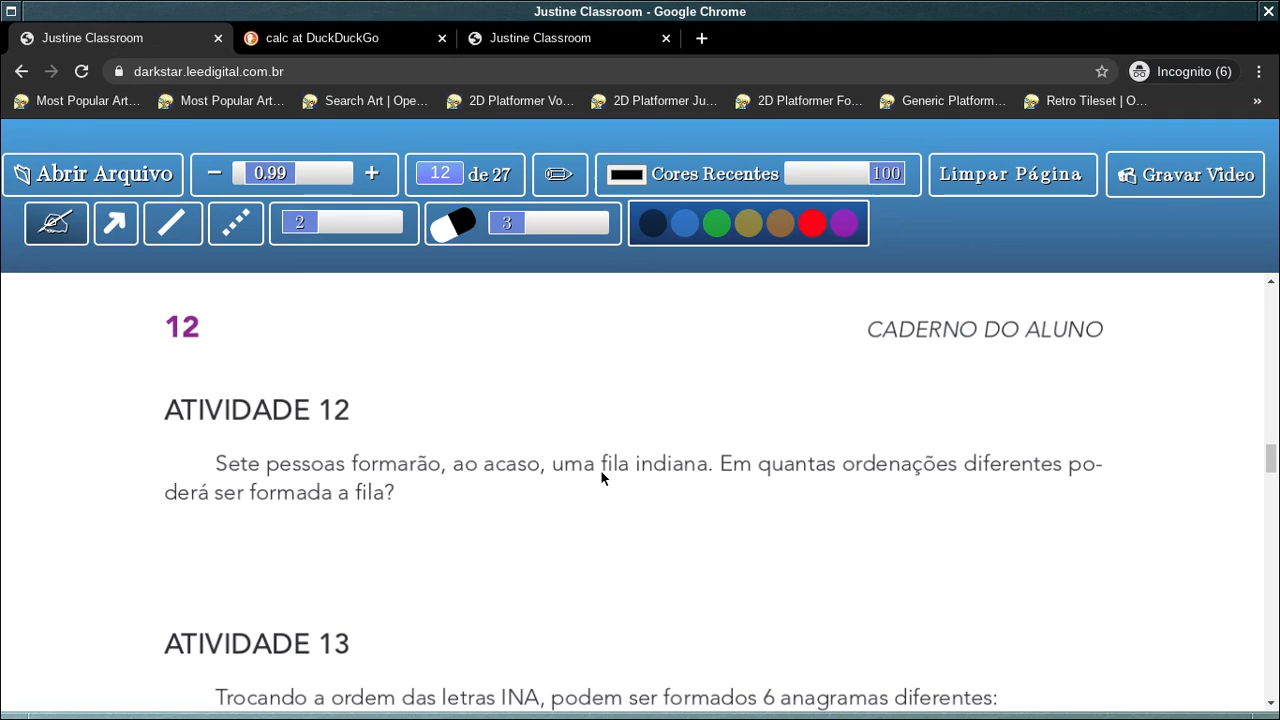 Justine Classroom - Google Chrome
Justine Classroom
calc at DuckDuckGo
Justine Classroom
darkstar.leedigital.com.br
Incognito (6)
Most Popular Art…
Most Popular Art…
Search Art | Ope…
2D Platformer Vo…
2D Platformer Ju…
2D Platformer Fo…
Generic Platform…
Retro Tileset | O…
»
Abrir Arquivo
− 0.99 +
12 de 27
Cores Recentes 100
Limpar Página
Gravar Video
2
3
12
CADERNO DO ALUNO
ATIVIDADE 12
Sete pessoas formarão, ao acaso, uma fila indiana. Em quantas ordenações diferentes po-
derá ser formada a fila?
ATIVIDADE 13
Trocando a ordem das letras INA, podem ser formados 6 anagramas diferentes: